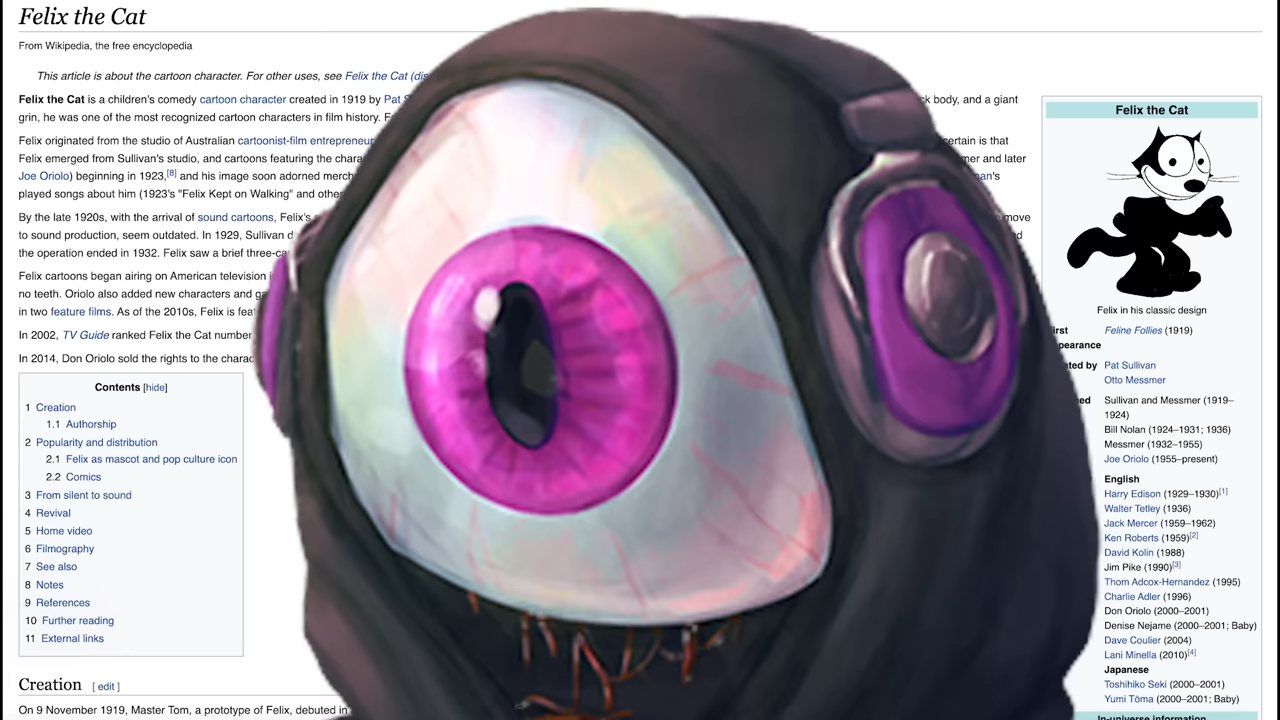 Felix the Cat
From Wikipedia, the free encyclopedia
This article is about the cartoon character. For other uses, see Felix the Cat (dis
Felix the Cat is a children's comedy cartoon character created in 1919 by Pat S
ck body, and a giant
grin, he was one of the most recognized cartoon characters in film history. F
Felix originated from the studio of Australian cartoonist-film entrepreneur
certain is that
Felix emerged from Sullivan's studio, and cartoons featuring the chara
mer and later
Joe Oriolo) beginning in 1923,[8] and his image soon adorned merch
man's
played songs about him (1923's "Felix Kept on Walking" and othe
By the late 1920s, with the arrival of sound cartoons, Felix's
move
to sound production, seem outdated. In 1929, Sullivan d
nd
the operation ended in 1932. Felix saw a brief three-ca
Felix cartoons began airing on American television i
no teeth. Oriolo also added new characters and ga
in two feature films. As of the 2010s, Felix is feat
In 2002, TV Guide ranked Felix the Cat number
In 2014, Don Oriolo sold the rights to the charac
Contents [hide]
1 Creation
1.1 Authorship
2 Popularity and distribution
2.1 Felix as mascot and pop culture icon
2.2 Comics
3 From silent to sound
4 Revival
5 Home video
6 Filmography
7 See also
8 Notes
9 References
10 Further reading
11 External links
Creation [ edit ]
On 9 November 1919, Master Tom, a prototype of Felix, debuted in
Felix the Cat
Felix in his classic design
irst Feline Follies (1919)
pearance
ted by Pat Sullivan
Otto Messmer
ed Sullivan and Messmer (1919–
1924)
Bill Nolan (1924–1931; 1936)
Messmer (1932–1955)
Joe Oriolo (1955–present)
English
Harry Edison (1929–1930)[1]
Walter Tetley (1936)
Jack Mercer (1959–1962)
Ken Roberts (1959)[2]
David Kolin (1988)
Jim Pike (1990)[3]
Thom Adcox-Hernandez (1995)
Charlie Adler (1996)
Don Oriolo (2000–2001)
Denise Nejame (2000–2001; Baby)
Dave Coulier (2004)
Lani Minella (2010)[4]
Japanese
Toshihiko Seki (2000–2001)
Yumi Tōma (2000–2001; Baby)
In-universe information